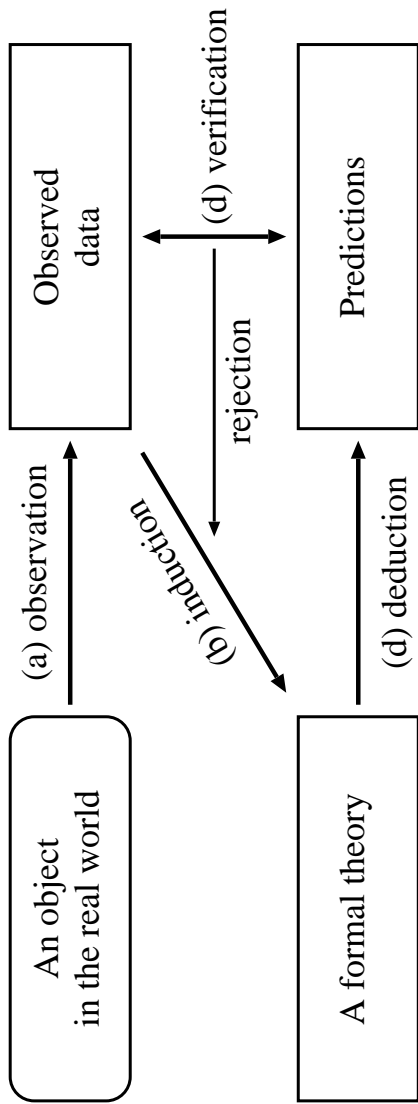 An object
in the real world
(a) observation
Observed
data
(b) induction
rejection
(d) verification
A formal theory
(d) deduction
Predictions